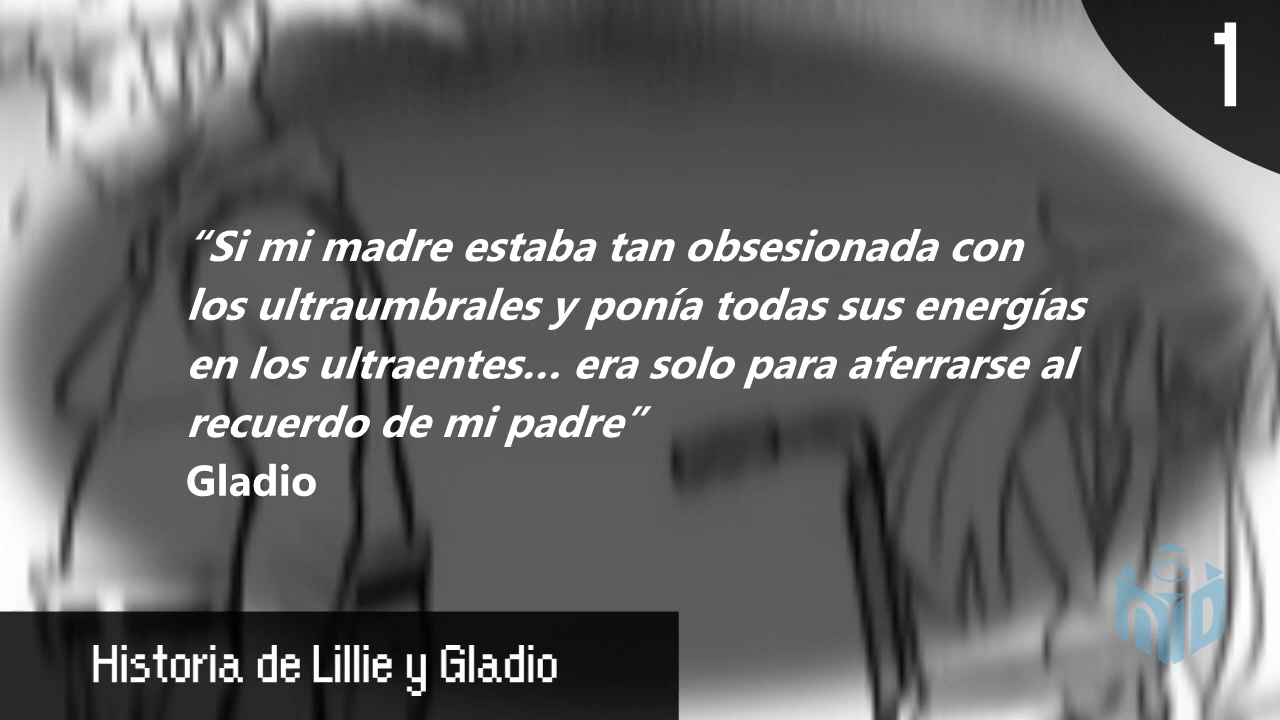 1
“Si mi madre estaba tan obsesionada con
los ultraumbrales y ponía todas sus energías
en los ultraentes... era solo para aferrarse al
recuerdo de mi padre”
Gladio
Historia de Lillie y Gladio